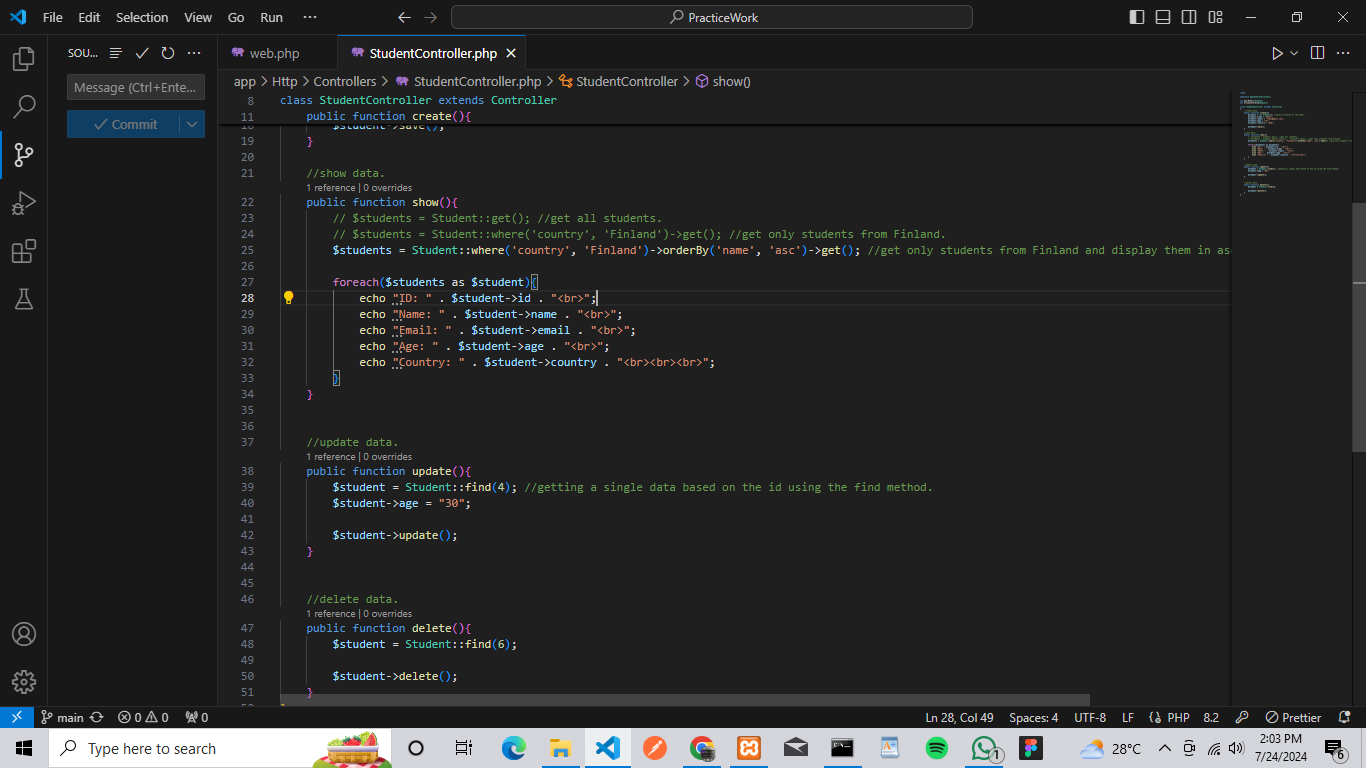 File Edit Selection View Go Run ··· PracticeWork
SOU...
Message (Ctrl+Ente...
Commit
web.php
StudentController.php
app > Http > Controllers > StudentController.php > StudentController > show()
8 class StudentController extends Controller
11 public function create(){
18 $student->save();
19 }
20
21 //show data.
1 reference | 0 overrides
22 public function show(){
23 // $students = Student::get(); //get all students.
24 // $students = Student::where('country', 'Finland')->get(); //get only students from Finland.
25 $students = Student::where('country', 'Finland')->orderBy('name', 'asc')->get(); //get only students from Finland and display them in asc
26
27 foreach($students as $student){
28 echo "ID: " . $student->id . "<br>";
29 echo "Name: " . $student->name . "<br>";
30 echo "Email: " . $student->email . "<br>";
31 echo "Age: " . $student->age . "<br>";
32 echo "Country: " . $student->country . "<br><br><br>";
33 }
34 }
35
36
37 //update data.
1 reference | 0 overrides
38 public function update(){
39 $student = Student::find(4); //getting a single data based on the id using the find method.
40 $student->age = "30";
41
42 $student->update();
43 }
44
45
46 //delete data.
1 reference | 0 overrides
47 public function delete(){
48 $student = Student::find(6);
49
50 $student->delete();
51 }
main 0 0 0 Ln 28, Col 49 Spaces: 4 UTF-8 LF PHP 8.2 Prettier
Type here to search
1
28°C
2:03 PM
7/24/2024
6